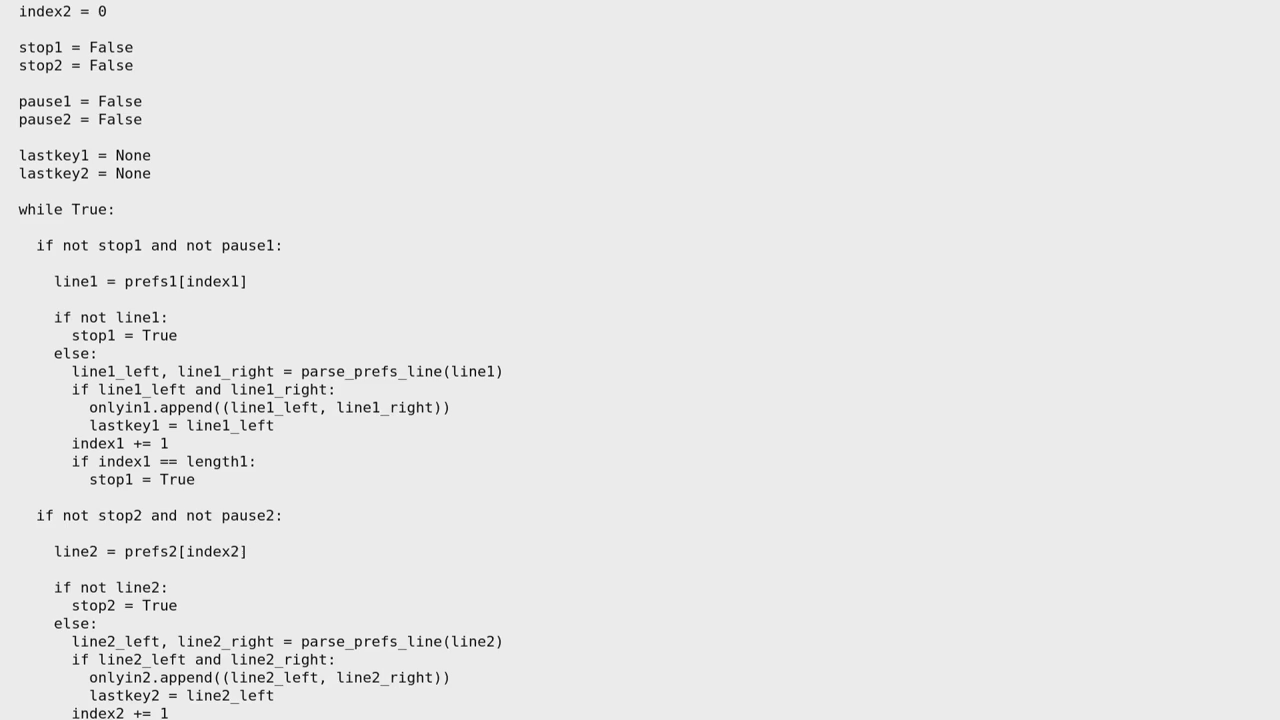 index2 = 0

stop1 = False
stop2 = False

pause1 = False
pause2 = False

lastkey1 = None
lastkey2 = None

while True:

  if not stop1 and not pause1:

    line1 = prefs1[index1]

    if not line1:
      stop1 = True
    else:
      line1_left, line1_right = parse_prefs_line(line1)
      if line1_left and line1_right:
        onlyin1.append((line1_left, line1_right))
        lastkey1 = line1_left
      index1 += 1
      if index1 == length1:
        stop1 = True

  if not stop2 and not pause2:

    line2 = prefs2[index2]

    if not line2:
      stop2 = True
    else:
      line2_left, line2_right = parse_prefs_line(line2)
      if line2_left and line2_right:
        onlyin2.append((line2_left, line2_right))
        lastkey2 = line2_left
      index2 += 1